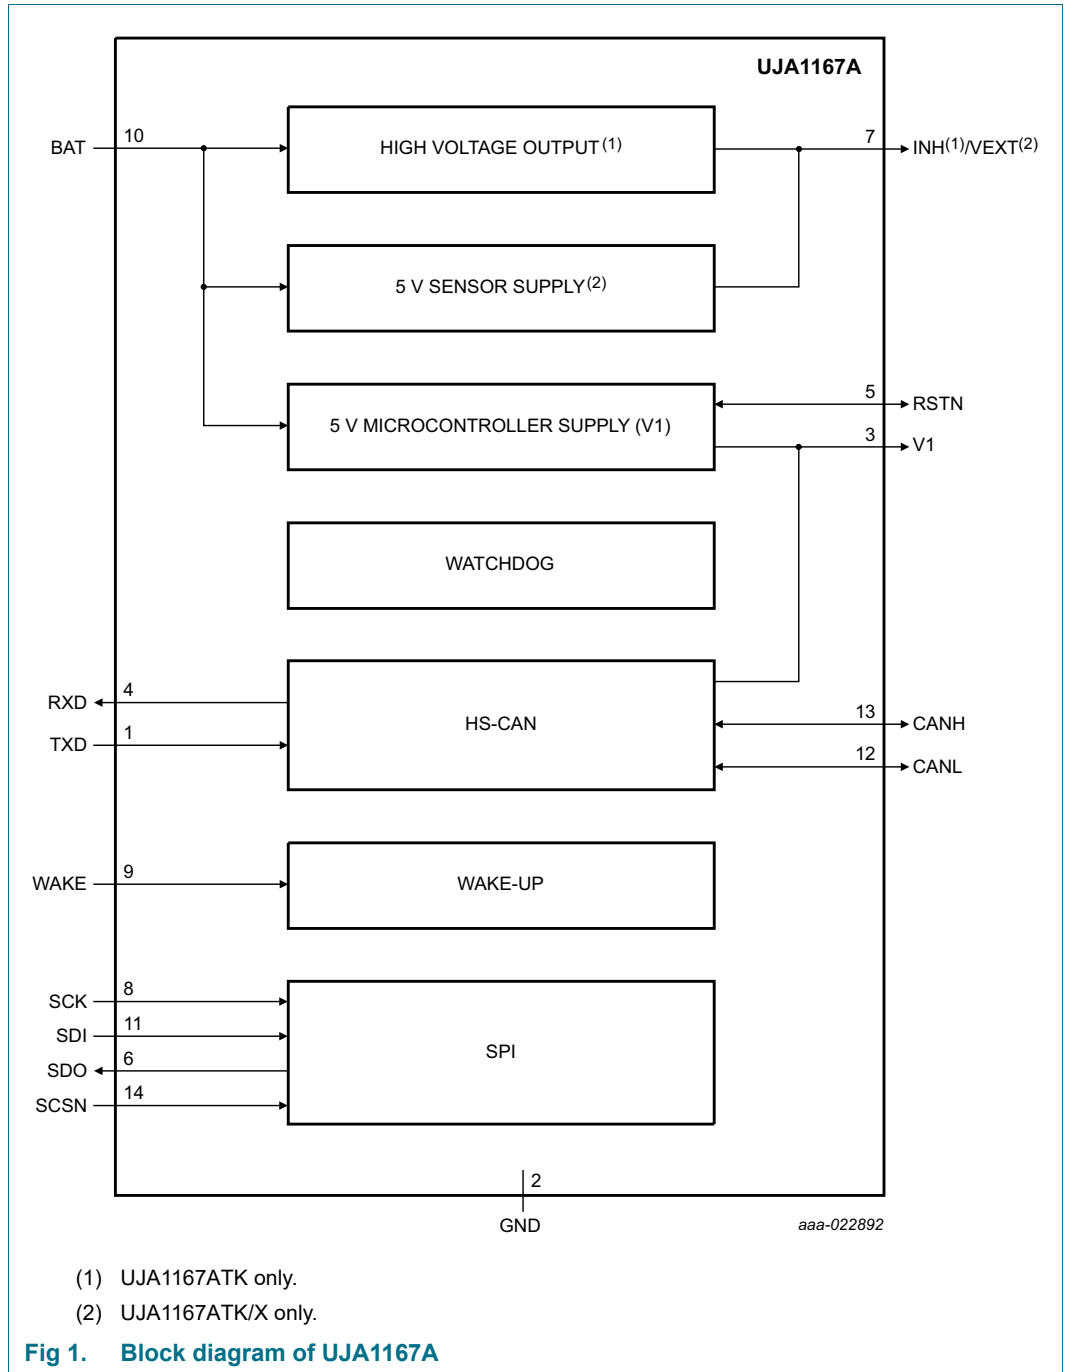 UJA1167A
BAT 10 HIGH VOLTAGE OUTPUT(1) 7 INH(1)/VEXT(2)
5 V SENSOR SUPPLY(2)
5 V MICROCONTROLLER SUPPLY (V1) 5 RSTN
3 V1
WATCHDOG
RXD 4
HS-CAN
TXD 1
13 CANH
12 CANL
WAKE 9 WAKE-UP
SCK 8
SDI 11
SPI
SDO 6
SCSN 14
2
GND
aaa-022892
(1) UJA1167ATK only.
(2) UJA1167ATK/X only.
Fig 1. Block diagram of UJA1167A